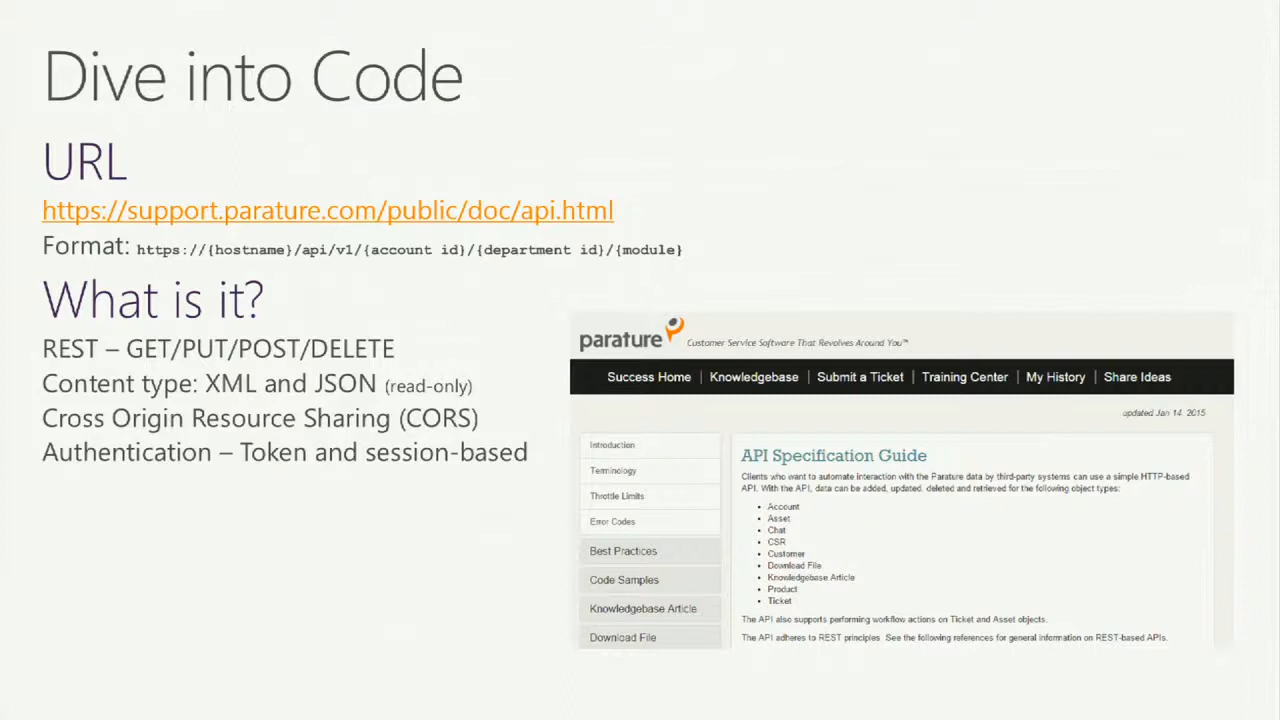 Dive into Code
URL
https://support.parature.com/public/doc/api.html
Format: https://{hostname}/api/v1/{account id}/{department id}/{module}
What is it?
REST – GET/PUT/POST/DELETE
Content type: XML and JSON (read-only)
Cross Origin Resource Sharing (CORS)
Authentication – Token and session-based
parature Customer Service Software That Revolves Around You™
Success Home | Knowledgebase | Submit a Ticket | Training Center | My History | Share Ideas
updated Jan 14, 2015
Introduction
Terminology
Throttle Limits
Error Codes
Best Practices
Code Samples
Knowledgebase Article
Download File
API Specification Guide
Clients who want to automate interaction with the Parature data by third-party systems can use a simple HTTP-based
API. With the API, data can be added, updated, deleted and retrieved for the following object types:
• Account
• Asset
• Chat
• CSR
• Customer
• Download File
• Knowledgebase Article
• Product
• Ticket
The API also supports performing workflow actions on Ticket and Asset objects.
The API adheres to REST principles. See the following references for general information on REST-based APIs.